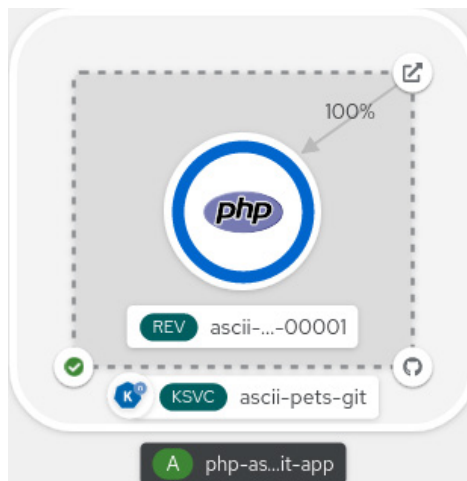 100%
php
REV ascii-...-00001
K n
KSVC ascii-pets-git
A php-as...it-app